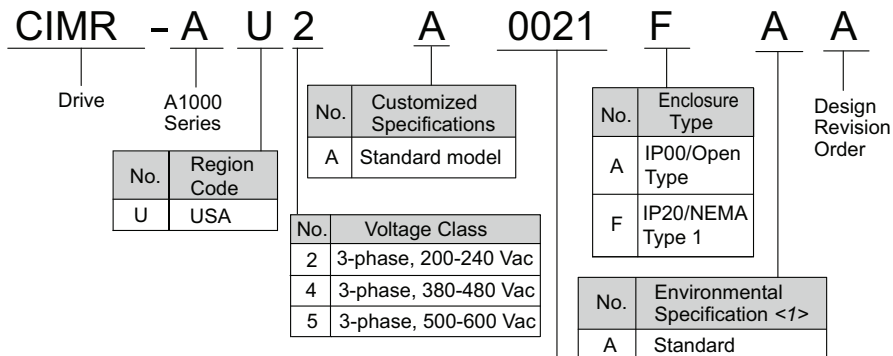 CIMR - A U 2 A 0021 F A A
Drive
A1000
Series
No. Region
Code
U USA
No. Customized
Specifications
A Standard model
No. Voltage Class
2 3-phase, 200-240 Vac
4 3-phase, 380-480 Vac
5 3-phase, 500-600 Vac
No. Enclosure
Type
A IP00/Open
Type
F IP20/NEMA
Type 1
No. Environmental
Specification <1>
A Standard
Design
Revision
Order